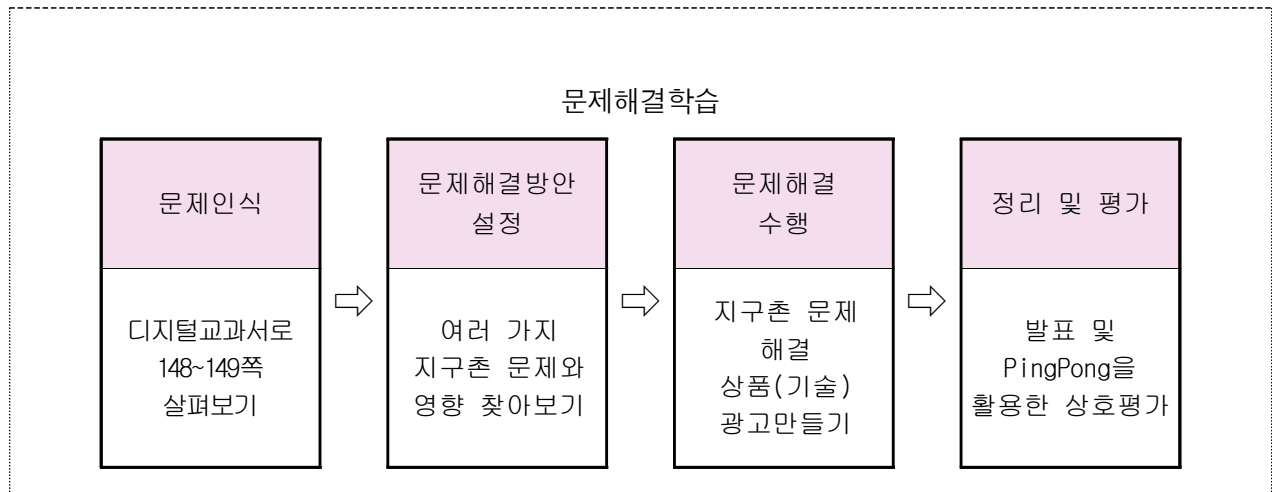 문제해결학습
문제인식
디지털교과서로
148~149쪽
살펴보기
문제해결방안
설정
여러 가지
지구촌 문제와
영향 찾아보기
문제해결
수행
지구촌 문제
해결
상품(기술)
광고만들기
정리 및 평가
발표 및
PingPong을
활용한 상호평가